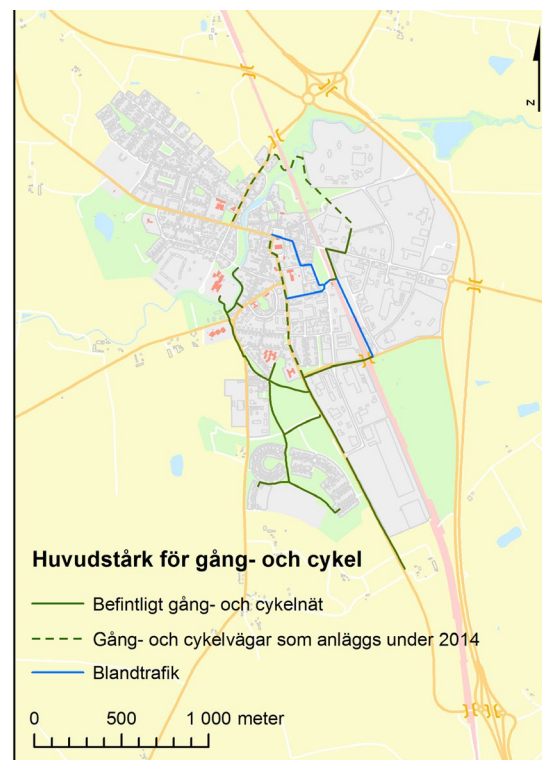 z
Huvudstårk för gång- och cykel
Befintligt gång- och cykelnät
Gång- och cykelvägar som anläggs under 2014
Blandtrafik
0 500 1 000 meter